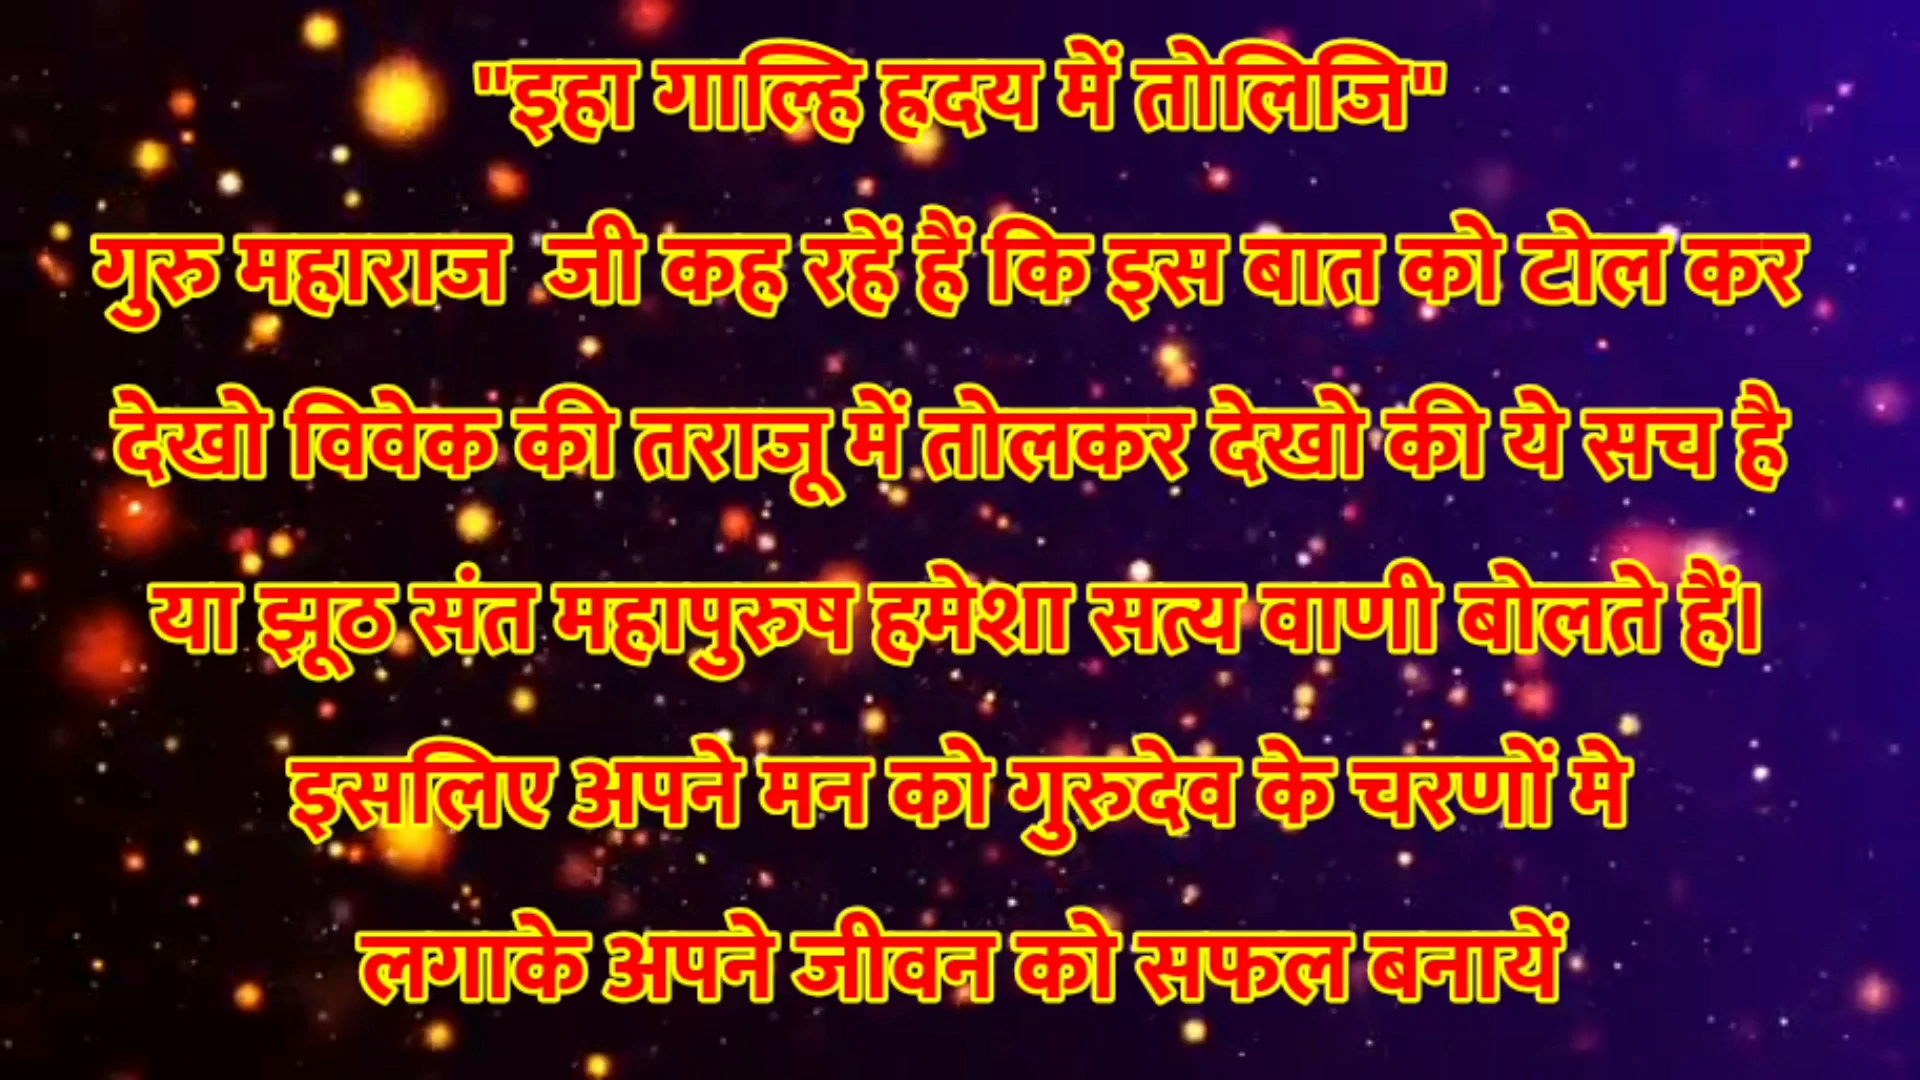 "इहा गाल्हि ह्रदय में तोलिजि"
गुरु महाराज जी कह रहें हैं कि इस बात को टोल कर
देखो विवेक की तराजू में तोलकर देखो की ये सच है
या झूठ संत महापुरुष हमेशा सत्य वाणी बोलते हैं।
इसलिए अपने मन को गुरुदेव के चरणों मे
लगाके अपने जीवन को सफल बनायें